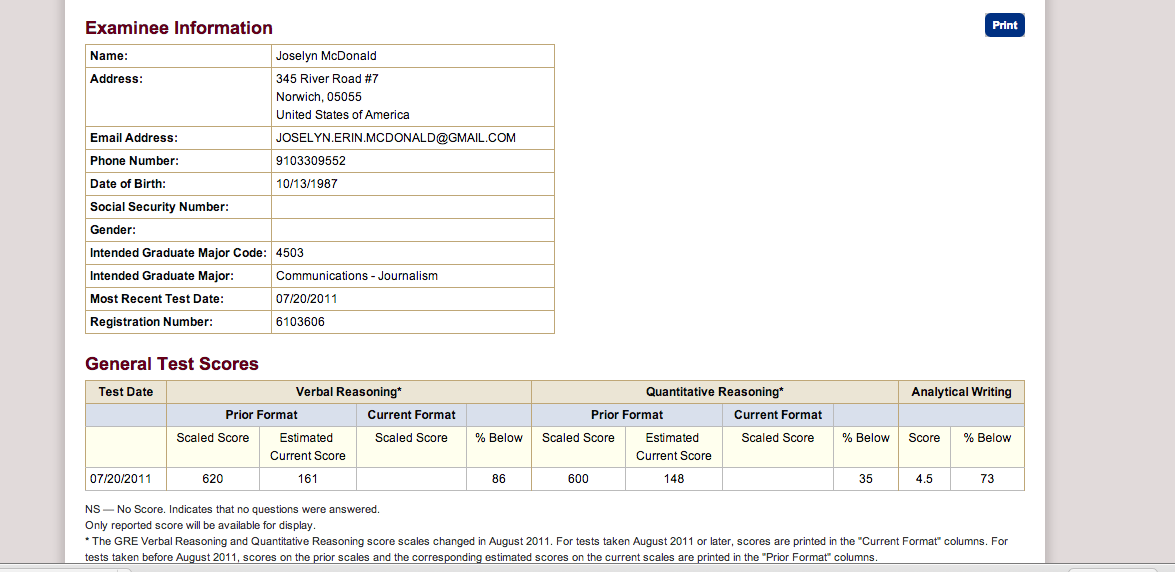 Examinee Information
Print
Name: Joselyn McDonald
Address: 345 River Road #7
Norwich, 05055
United States of America
Email Address: JOSELYN.ERIN.MCDONALD@GMAIL.COM
Phone Number: 9103309552
Date of Birth: 10/13/1987
Social Security Number:
Gender:
Intended Graduate Major Code: 4503
Intended Graduate Major: Communications - Journalism
Most Recent Test Date: 07/20/2011
Registration Number: 6103606
General Test Scores
Test Date Verbal Reasoning* Quantitative Reasoning* Analytical Writing
Prior Format Current Format Prior Format Current Format
Scaled Score Estimated Current Score Scaled Score % Below Scaled Score Estimated Current Score Scaled Score % Below Score % Below
07/20/2011 620 161 86 600 148 35 4.5 73
NS — No Score. Indicates that no questions were answered.
Only reported score will be available for display.
* The GRE Verbal Reasoning and Quantitative Reasoning score scales changed in August 2011. For tests taken August 2011 or later, scores are printed in the "Current Format" columns. For
tests taken before August 2011, scores on the prior scales and the corresponding estimated scores on the current scales are printed in the "Prior Format" columns.